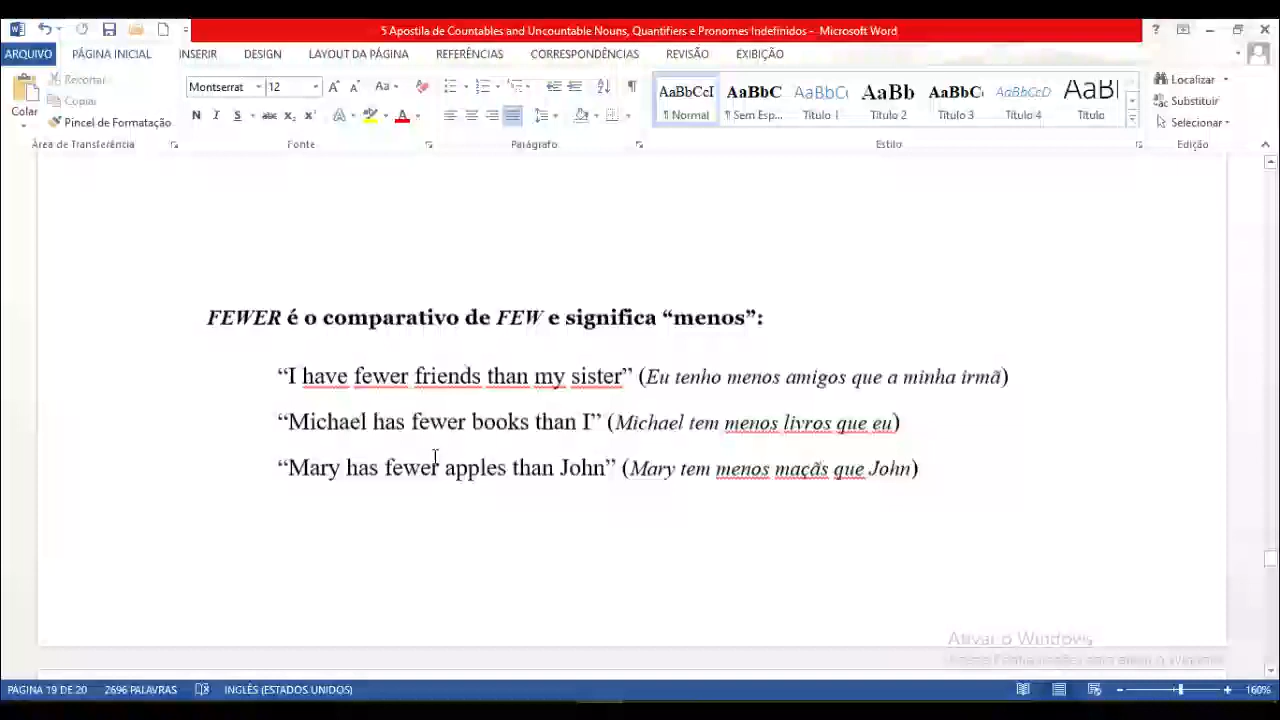 5 Apostila de Countables and Uncountable Nouns, Quantifiers e Pronomes Indefinidos - Microsoft Word
ARQUIVO PÁGINA INICIAL INSERIR DESIGN LAYOUT DA PÁGINA REFERÊNCIAS CORRESPONDÊNCIAS REVISÃO EXIBIÇÃO
Colar
Recortar
Copiar
Pincel de Formatação
Área de Transferência
Montserrat 12
Fonte
Parágrafo
AaBbCcI AaBbC AaBbCc AaBb AaBbC AaBbCcD AaBl
¶ Normal ¶ Sem Esp... Título 1 Título 2 Título 3 Título 4 Título
Estilo
Localizar
Substituir
Selecionar
Edição
FEWER é o comparativo de FEW e significa “menos”:
“I have fewer friends than my sister” (Eu tenho menos amigos que a minha irmã)
“Michael has fewer books than I” (Michael tem menos livros que eu)
“Mary has fewer apples than John” (Mary tem menos maçãs que John)
Ativar o Windows
PÁGINA 19 DE 20 2696 PALAVRAS INGLÊS (ESTADOS UNIDOS) 160%